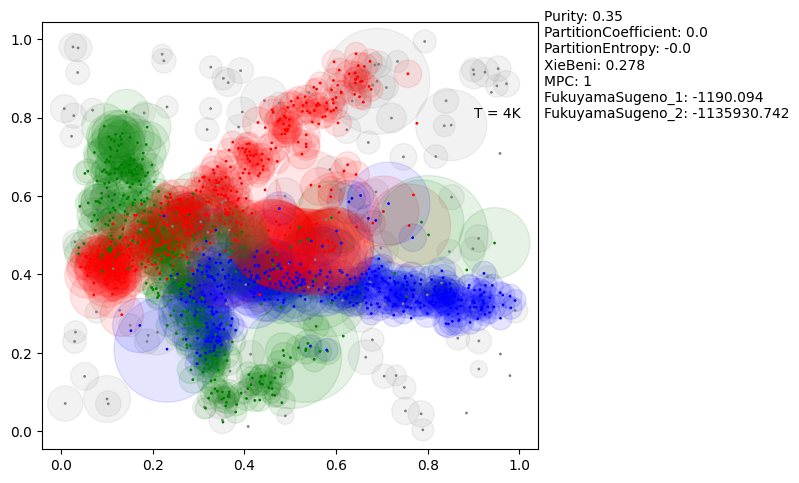 Purity: 0.35
PartitionCoefficient: 0.0
PartitionEntropy: -0.0
XieBeni: 0.278
MPC: 1
FukuyamaSugeno_1: -1190.094
FukuyamaSugeno_2: -1135930.742
T = 4K
1.0
0.8
0.6
0.4
0.2
0.0
0.0 0.2 0.4 0.6 0.8 1.0